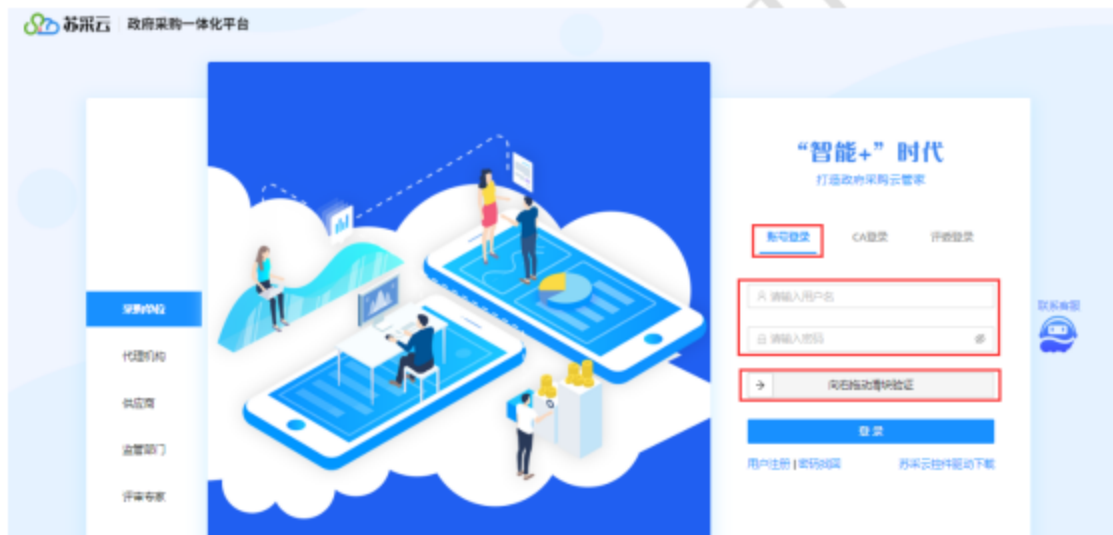 苏采云 政府采购一体化平台
“智能+”时代
打造政府采购云管家
账号登录 CA登录 评委登录
采购单位
代理机构
供应商
监管部门
评审专家
请输入用户名
请输入密码
向右拖动滑块验证
登录
用户注册 | 密码找回 苏采云控件驱动下载
联系客服